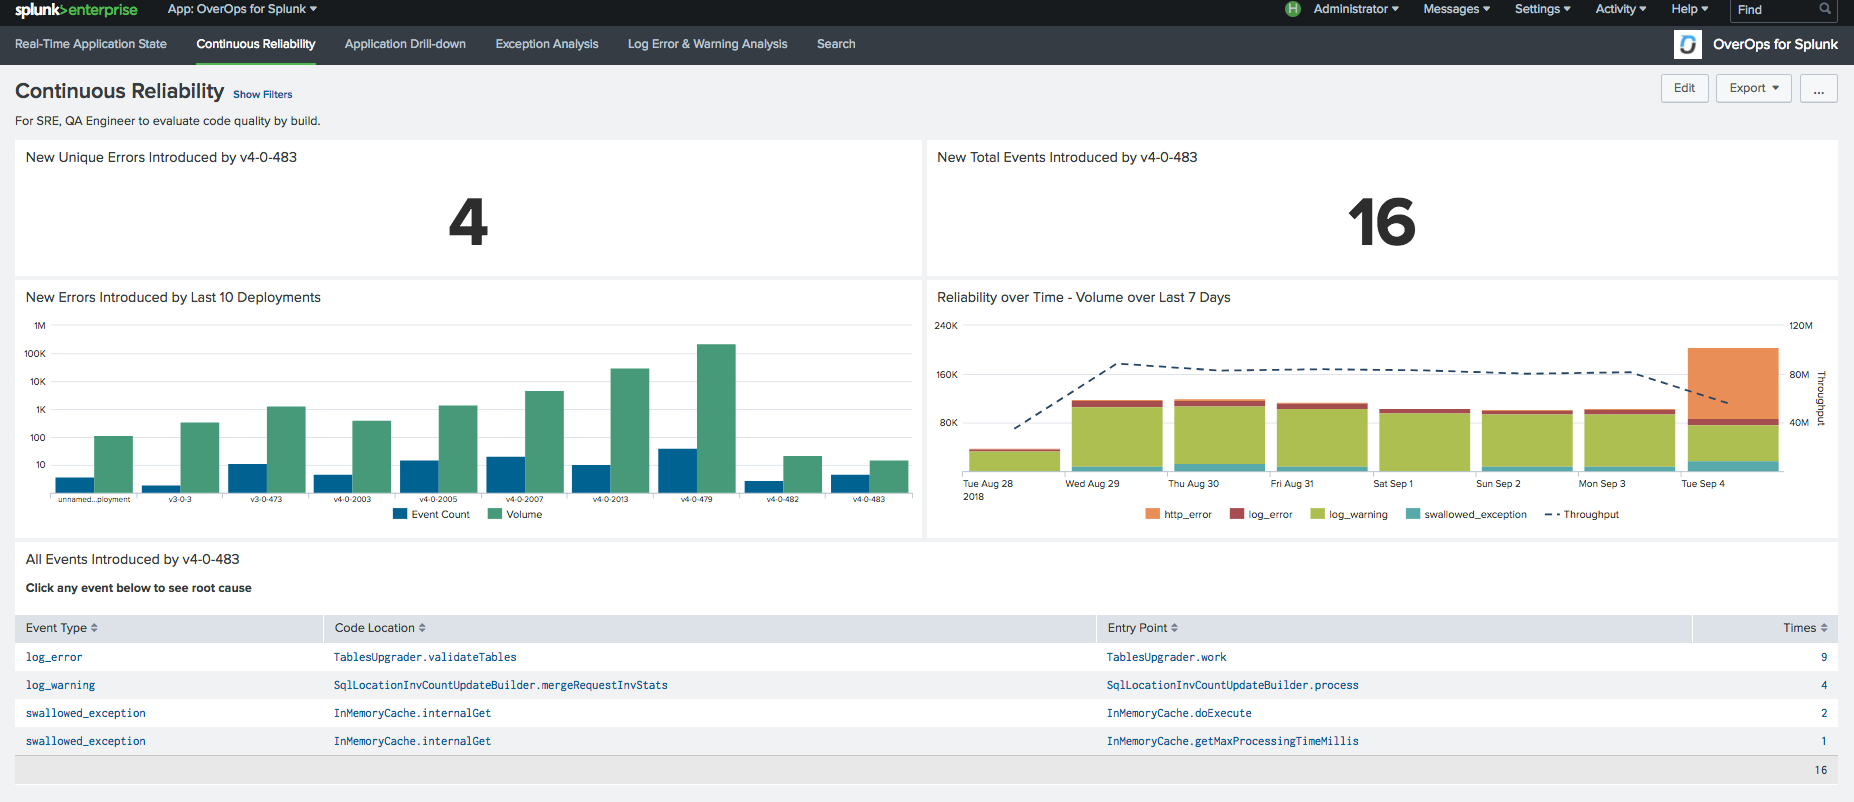 splunk>enterprise App: OverOps for Splunk H Administrator Messages Settings Activity Help Find
Real-Time Application State Continuous Reliability Application Drill-down Exception Analysis Log Error & Warning Analysis Search OverOps for Splunk
Continuous Reliability Show Filters Edit Export ...
For SRE, QA Engineer to evaluate code quality by build.
New Unique Errors Introduced by v4-0-483
4
New Total Events Introduced by v4-0-483
16
New Errors Introduced by Last 10 Deployments
1M
100K
10K
1K
100
10
unnamed...ployment v3-0-3 v3-0-473 v4-0-2003 v4-0-2005 v4-0-2007 v4-0-2013 v4-0-479 v4-0-482 v4-0-483
Event Count Volume
Reliability over Time - Volume over Last 7 Days
240K 120M
160K 80M
80K 40M
Throughput
Tue Aug 28 Wed Aug 29 Thu Aug 30 Fri Aug 31 Sat Sep 1 Sun Sep 2 Mon Sep 3 Tue Sep 4
2018
http_error log_error log_warning swallowed_exception Throughput
All Events Introduced by v4-0-483
Click any event below to see root cause
Event Type Code Location Entry Point Times
log_error TablesUpgrader.validateTables TablesUpgrader.work 9
log_warning SqlLocationInvCountUpdateBuilder.mergeRequestInvStats SqlLocationInvCountUpdateBuilder.process 4
swallowed_exception InMemoryCache.internalGet InMemoryCache.doExecute 2
swallowed_exception InMemoryCache.internalGet InMemoryCache.getMaxProcessingTimeMillis 1
16